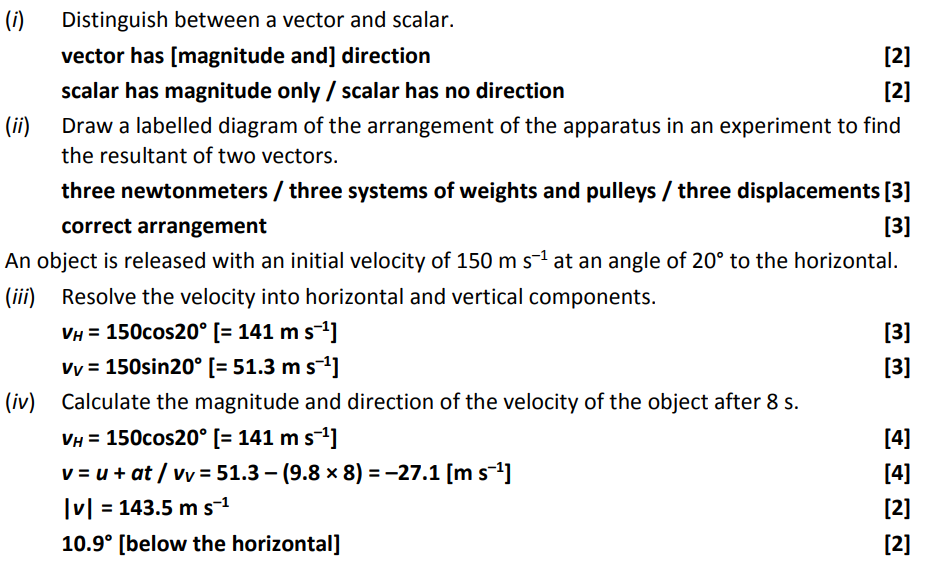 (i) Distinguish between a vector and scalar.
vector has [magnitude and] direction [2]
scalar has magnitude only / scalar has no direction [2]
(ii) Draw a labelled diagram of the arrangement of the apparatus in an experiment to find
the resultant of two vectors.
three newtonmeters / three systems of weights and pulleys / three displacements [3]
correct arrangement [3]
An object is released with an initial velocity of 150 m s⁻¹ at an angle of 20° to the horizontal.
(iii) Resolve the velocity into horizontal and vertical components.
v_H = 150cos20° [= 141 m s⁻¹] [3]
v_V = 150sin20° [= 51.3 m s⁻¹] [3]
(iv) Calculate the magnitude and direction of the velocity of the object after 8 s.
v_H = 150cos20° [= 141 m s⁻¹] [4]
v = u + at / v_V = 51.3 – (9.8 × 8) = –27.1 [m s⁻¹] [4]
|v| = 143.5 m s⁻¹ [2]
10.9° [below the horizontal] [2]